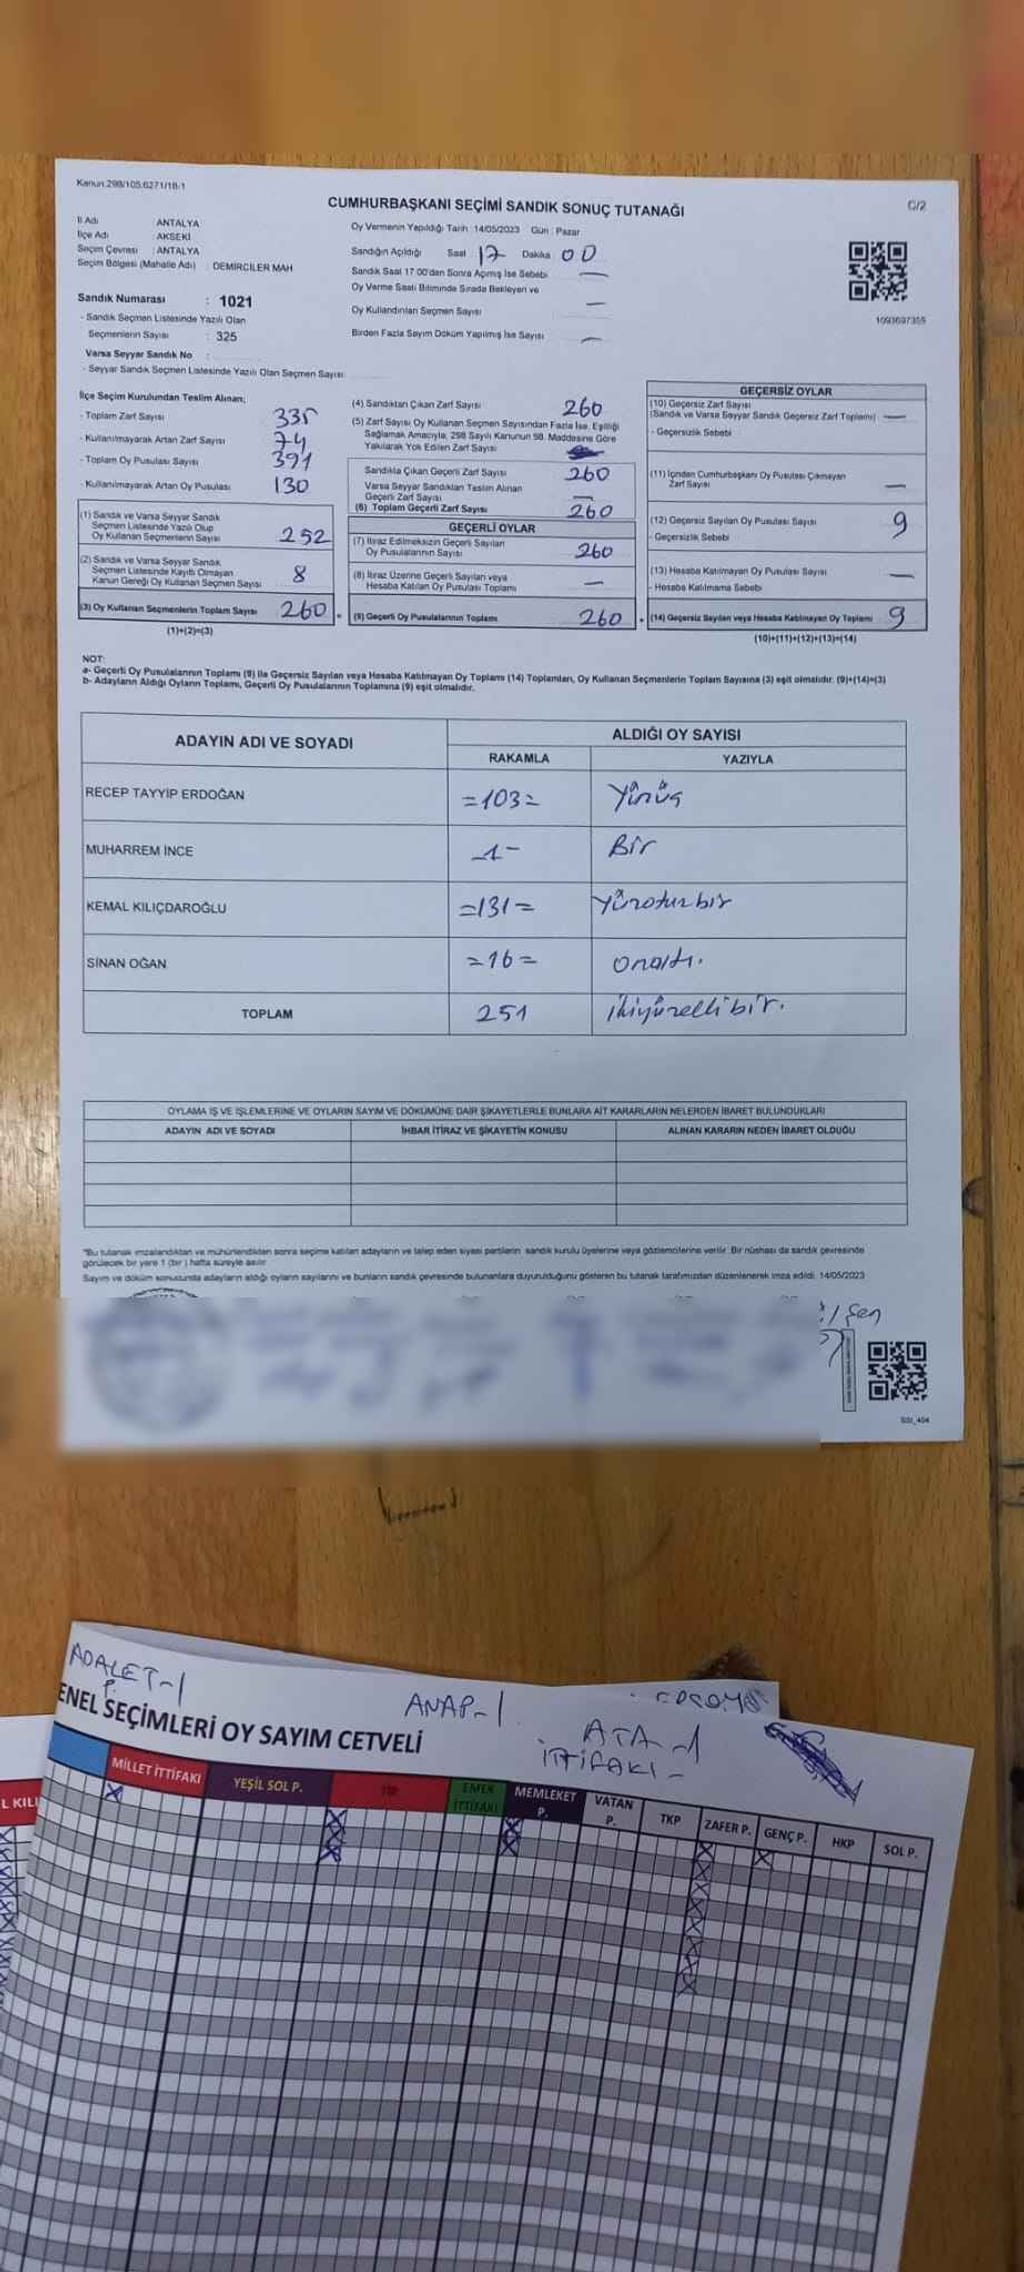 Kanun:298/105,6271/18/1
CUMHURBAŞKANI SEÇİMİ SANDIK SONUÇ TUTANAĞI
C/2
İl Adı : ANTALYA
İlçe Adı : AKSEKİ
Seçim Çevresi : ANTALYA
Seçim Bölgesi (Mahalle Adı) : DEMİRCİLER MAH
Sandık Numarası : 1021
- Sandık Seçmen Listesinde Yazılı Olan
Seçmenlerin Sayısı : 325
Varsa Seyyar Sandık No :
- Seyyar Sandık Seçmen Listesinde Yazılı Olan Seçmen Sayısı:
Oy Vermenin Yapıldığı Tarih :14/05/2023 Gün : Pazar
Sandığın Açıldığı Saat 17 Dakika 00
Sandık Saat 17:00'dan Sonra Açımış İse Sebebi —
Oy Verme Saati Bitiminde Sırada Bekleyen ve
Oy Kullandırılan Seçmen Sayısı —
Birden Fazla Sayım Döküm Yapılmış İse Sayısı —
1093697355
İlçe Seçim Kurulundan Teslim Alınan;
- Toplam Zarf Sayısı 335
- Kullanılmayarak Artan Zarf Sayısı 74
- Toplam Oy Pusulası Sayısı 391
- Kullanılmayarak Artan Oy Pusulası 130
(1) Sandık ve Varsa Seyyar Sandık
Seçmen Listesinde Yazılı Olup
Oy Kullanan Seçmenlerin Sayısı 252
(2) Sandık ve Varsa Seyyar Sandık
Seçmen Listesinde Kayıtlı Olmayan
Kanun Gereği Oy Kullanan Seçmen Sayısı 8
(3) Oy Kullanan Seçmenlerin Toplam Sayısı 260
(1)+(2)=(3)
(4) Sandıktan Çıkan Zarf Sayısı 260
(5) Zarf Sayısı Oy Kullanan Seçmen Sayısından Fazla İse, Eşitliği
Sağlamak Amacıyla, 298 Sayılı Kanunun 98. Maddesine Göre
Yakılarak Yok Edilen Zarf Sayısı
Sandıkta Çıkan Geçerli Zarf Sayısı 260
Varsa Seyyar Sandıktan Teslim Alınan
Geçerli Zarf Sayısı —
(6) Toplam Geçerli Zarf Sayısı 260
GEÇERLİ OYLAR
(7) İtiraz Edilmeksizin Geçerli Sayılan
Oy Pusulalarının Sayısı 260
(8) İtiraz Üzerine Geçerli Sayılan veya
Hesaba Katılan Oy Pusulası Toplamı —
(9) Geçerli Oy Pusulalarının Toplamı 260
GEÇERSİZ OYLAR
(10) Geçersiz Zarf Sayısı
(Sandık ve Varsa Seyyar Sandık Geçersiz Zarf Toplamı) —
- Geçersizlik Sebebi
(11) İçinden Cumhurbaşkanı Oy Pusulası Çıkmayan
Zarf Sayısı —
(12) Geçersiz Sayılan Oy Pusulası Sayısı 9
- Geçersizlik Sebebi
(13) Hesaba Katılmayan Oy Pusulası Sayısı —
- Hesaba Katılmama Sebebi
(14) Geçersiz Sayılan veya Hesaba Katılmayan Oy Toplamı 9
(10)+(11)+(12)+(13)=(14)
NOT:
a- Geçerli Oy Pusulalarının Toplamı (9) ile Geçersiz Sayılan veya Hesaba Katılmayan Oy Toplamı (14) Toplamları, Oy Kullanan Seçmenlerin Toplam Sayısına (3) eşit olmalıdır. (9)+(14)=(3)
b- Adayların Aldığı Oyların Toplamı, Geçerli Oy Pusulalarının Toplamına (9) eşit olmalıdır.
ADAYIN ADI VE SOYADI
ALDIĞI OY SAYISI
RAKAMLA YAZIYLA
RECEP TAYYİP ERDOĞAN =103= Yüzüç
MUHARREM İNCE -1- Bir
KEMAL KILIÇDAROĞLU =131= Yüzotuzbir
SİNAN OĞAN =16= onaltı.
TOPLAM 251 ikiyüzellibir.
OYLAMA İŞ VE İŞLEMLERİNE VE OYLARIN SAYIM VE DÖKÜMÜNE DAİR ŞİKAYETLERLE BUNLARA AİT KARARLARIN NELERDEN İBARET BULUNDUKLARI
ADAYIN ADI VE SOYADI İHBAR İTİRAZ VE ŞİKAYETİN KONUSU ALINAN KARARIN NEDEN İBARET OLDUĞU
*Bu tutanak imzalandıktan ve mühürlendikten sonra seçime katılan adayların ve talep eden siyasi partilerin sandık kurulu üyelerine veya gözlemcilerine verilir. Bir nüshası da sandık çevresinde
görülecek bir yere 1 (bir) hafta süreyle asılır.
Sayım ve döküm sonucunda adayların aldığı oyların sayılarını ve bunların sandık çevresinde bulunanlara duyurulduğunu gösteren bu tutanak tarafımızdan düzenlenerek imza edildi. 14/05/2023
ADALET-1
P.
ANAP-1
ATA-1
İTTİFAKI-
ENEL SEÇİMLERİ OY SAYIM CETVELİ
L KILI
MİLLET İTTİFAKI
YEŞİL SOL P.
TİP
EMEK
İTTİFAKI
MEMLEKET
P.
VATAN
P.
TKP
ZAFER P.
GENÇ P.
HKP
SOL P.